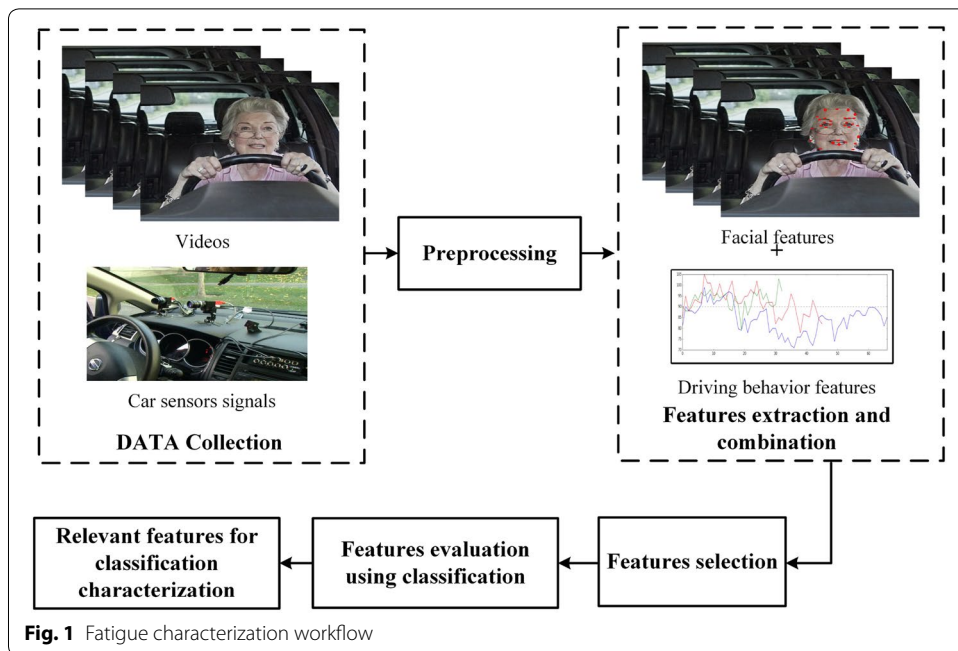 Videos
Car sensors signals
DATA Collection
Preprocessing
Facial features
+
Driving behavior features
Features extraction and
combination
Features selection
Features evaluation
using classification
Relevant features for
classification
characterization
Fig. 1 Fatigue characterization workflow